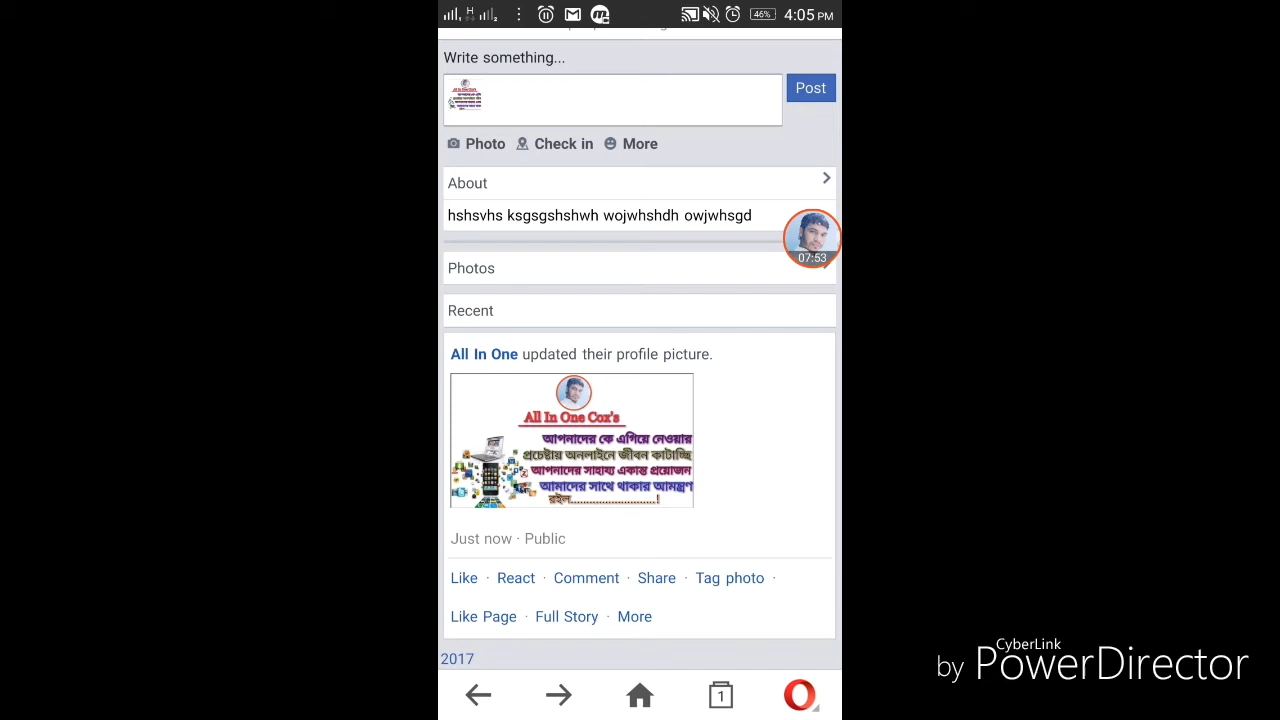 H
46%
4:05 PM
Write something...
Post
Photo Check in More
About
hshsvhs ksgsgshshwh wojwhshdh owjwhsgd
07:53
Photos
Recent
All In One updated their profile picture.
All In One Cox's
আপনাদের কে এগিয়ে নেওয়ার
প্রচেষ্টায় অনলাইনে জীবন কাটাচ্ছি
আপনাদের সাহায্য একান্ত প্রয়োজন
আমাদের সাথে থাকার আমন্ত্রণ
রইল.........................!
Just now · Public
Like · React · Comment · Share · Tag photo ·
Like Page · Full Story · More
2017
1
CyberLink
by PowerDirector